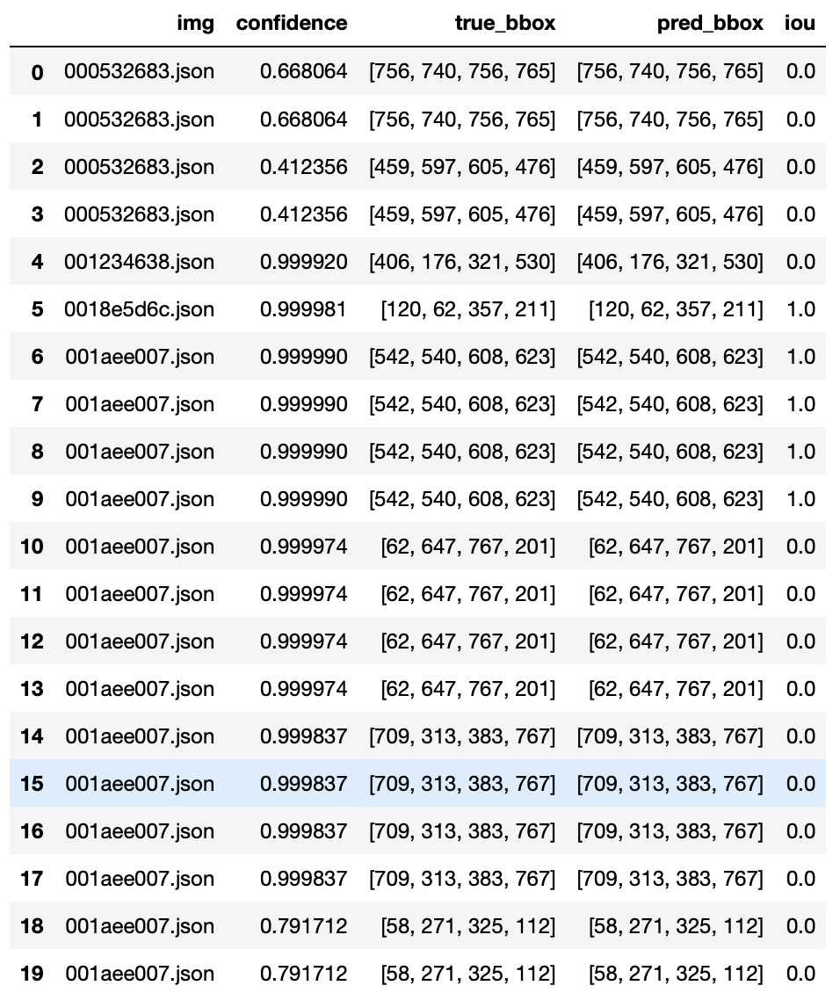 img confidence true_bbox pred_bbox iou
0 000532683.json 0.668064 [756, 740, 756, 765] [756, 740, 756, 765] 0.0
1 000532683.json 0.668064 [756, 740, 756, 765] [756, 740, 756, 765] 0.0
2 000532683.json 0.412356 [459, 597, 605, 476] [459, 597, 605, 476] 0.0
3 000532683.json 0.412356 [459, 597, 605, 476] [459, 597, 605, 476] 0.0
4 001234638.json 0.999920 [406, 176, 321, 530] [406, 176, 321, 530] 0.0
5 0018e5d6c.json 0.999981 [120, 62, 357, 211] [120, 62, 357, 211] 1.0
6 001aee007.json 0.999990 [542, 540, 608, 623] [542, 540, 608, 623] 1.0
7 001aee007.json 0.999990 [542, 540, 608, 623] [542, 540, 608, 623] 1.0
8 001aee007.json 0.999990 [542, 540, 608, 623] [542, 540, 608, 623] 1.0
9 001aee007.json 0.999990 [542, 540, 608, 623] [542, 540, 608, 623] 1.0
10 001aee007.json 0.999974 [62, 647, 767, 201] [62, 647, 767, 201] 0.0
11 001aee007.json 0.999974 [62, 647, 767, 201] [62, 647, 767, 201] 0.0
12 001aee007.json 0.999974 [62, 647, 767, 201] [62, 647, 767, 201] 0.0
13 001aee007.json 0.999974 [62, 647, 767, 201] [62, 647, 767, 201] 0.0
14 001aee007.json 0.999837 [709, 313, 383, 767] [709, 313, 383, 767] 0.0
15 001aee007.json 0.999837 [709, 313, 383, 767] [709, 313, 383, 767] 0.0
16 001aee007.json 0.999837 [709, 313, 383, 767] [709, 313, 383, 767] 0.0
17 001aee007.json 0.999837 [709, 313, 383, 767] [709, 313, 383, 767] 0.0
18 001aee007.json 0.791712 [58, 271, 325, 112] [58, 271, 325, 112] 0.0
19 001aee007.json 0.791712 [58, 271, 325, 112] [58, 271, 325, 112] 0.0